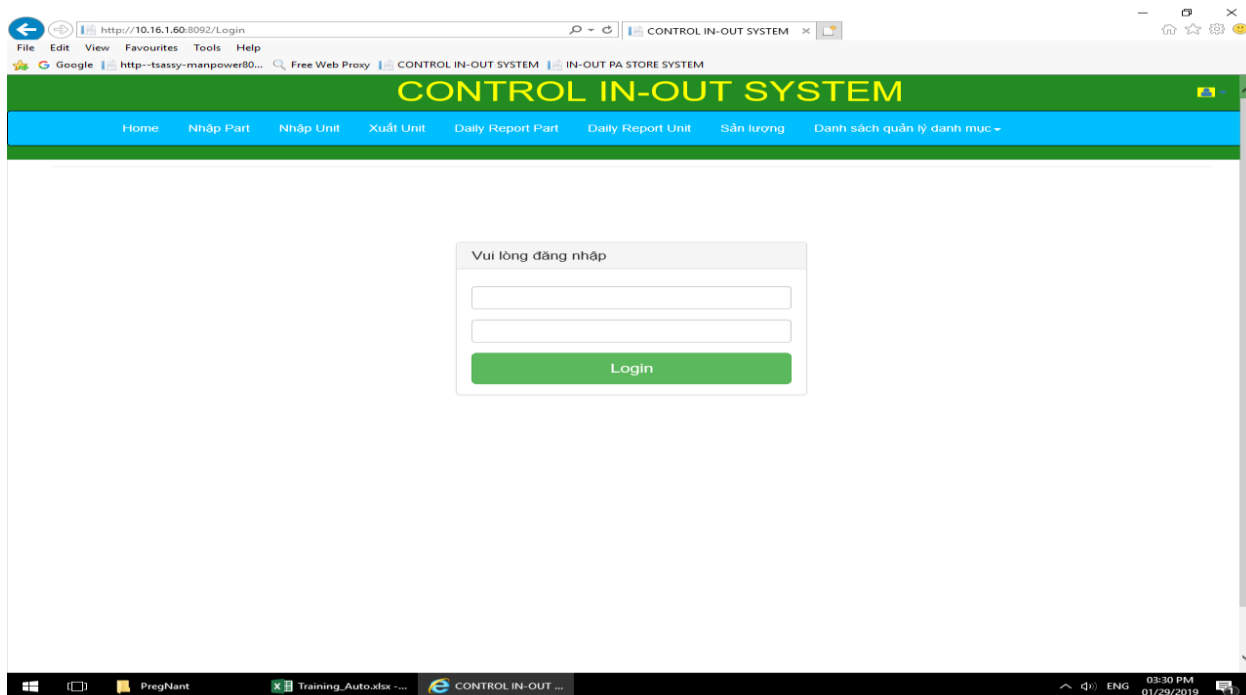 http://10.16.1.60:8092/Login CONTROL IN-OUT SYSTEM
File Edit View Favourites Tools Help
Google http--tsassy-manpower80... Free Web Proxy CONTROL IN-OUT SYSTEM IN-OUT PA STORE SYSTEM
CONTROL IN-OUT SYSTEM
Home Nhập Part Nhập Unit Xuất Unit Daily Report Part Daily Report Unit Sản lượng Danh sách quản lý danh mục
Vui lòng đăng nhập
Login
PregNant Training_Auto.xlsx -... CONTROL IN-OUT ... ENG 03:30 PM
01/29/2019